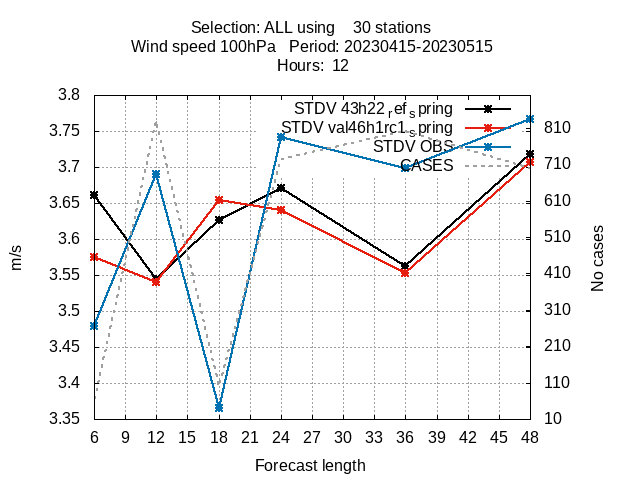 Selection: ALL using    30 stations
Wind speed 100hPa   Period: 20230415-20230515
Hours:  12
STDV 43h22_ref_spring
STDV val46h1rc1_spring
STDV OBS
CASES
3.8
3.75
3.7
3.65
3.6
3.55
3.5
3.45
3.4
3.35
810
710
610
510
410
310
210
110
10
m/s
No cases
6 9 12 15 18 21 24 27 30 33 36 39 42 45 48
Forecast length